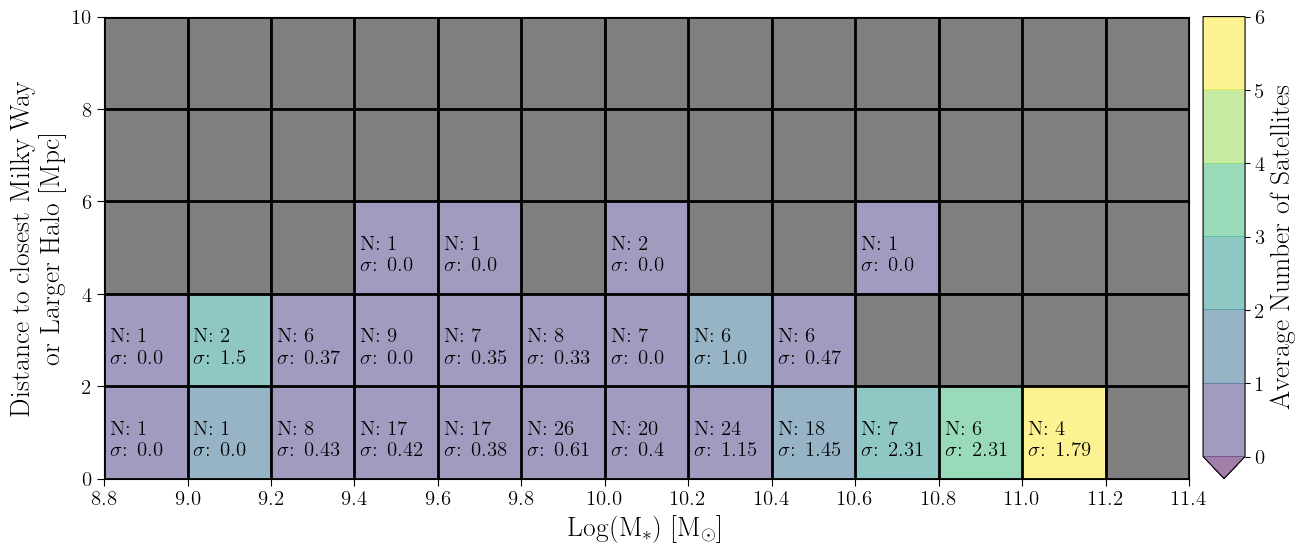 Distance to closest Milky Way
or Larger Halo [Mpc]
10
8
6
4
2
0
N: 1
σ: 0.0
N: 1
σ: 0.0
N: 2
σ: 0.0
N: 1
σ: 0.0
N: 1
σ: 0.0
N: 2
σ: 1.5
N: 6
σ: 0.37
N: 9
σ: 0.0
N: 7
σ: 0.35
N: 8
σ: 0.33
N: 7
σ: 0.0
N: 6
σ: 1.0
N: 6
σ: 0.47
N: 1
σ: 0.0
N: 1
σ: 0.0
N: 8
σ: 0.43
N: 17
σ: 0.42
N: 17
σ: 0.38
N: 26
σ: 0.61
N: 20
σ: 0.4
N: 24
σ: 1.15
N: 18
σ: 1.45
N: 7
σ: 2.31
N: 6
σ: 2.31
N: 4
σ: 1.79
8.8 9.0 9.2 9.4 9.6 9.8 10.0 10.2 10.4 10.6 10.8 11.0 11.2 11.4
Log(M*) [M☉]
6
5
4
3
2
1
0
Average Number of Satellites